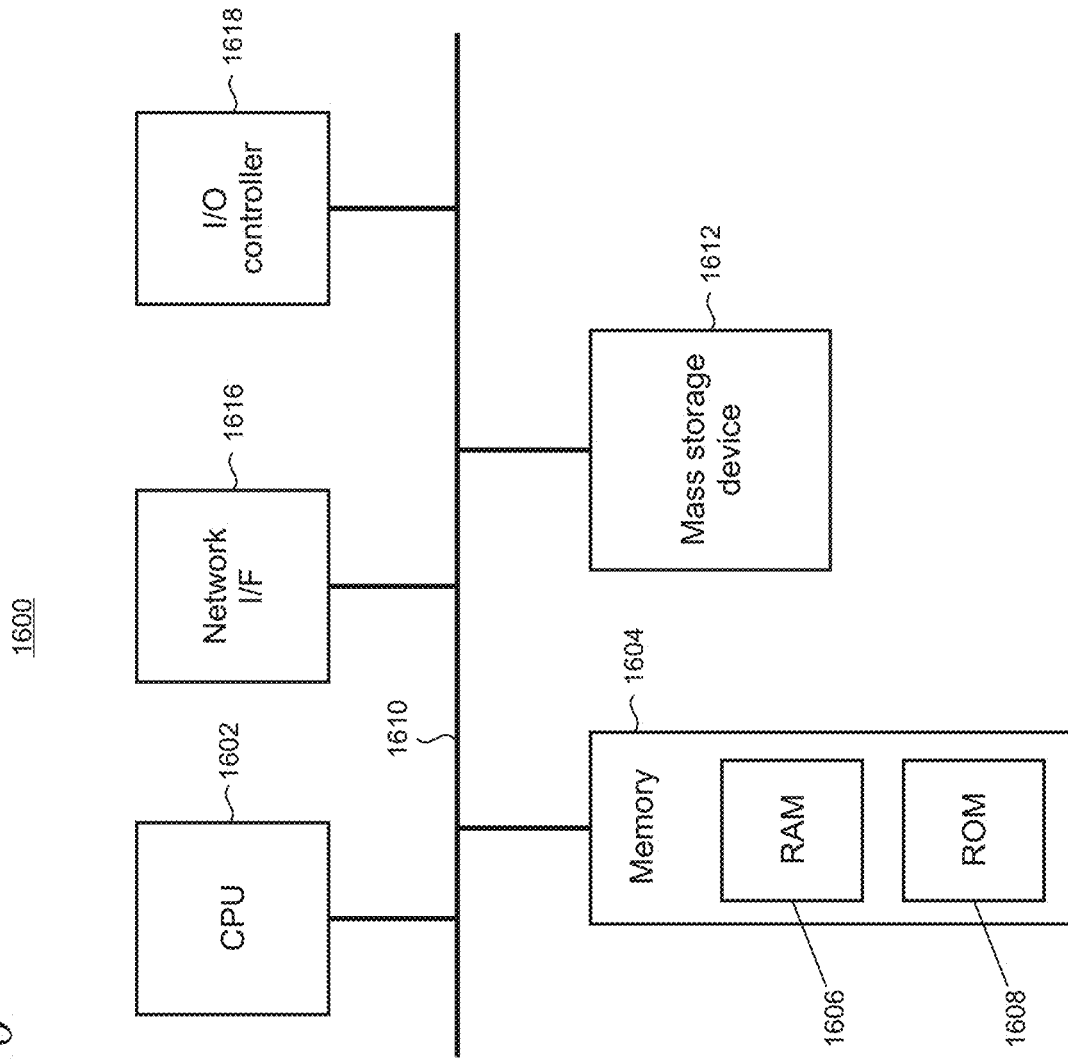 1600
CPU
1602
Network
I/F
1616
I/O
controller
1618
1610
Memory
1604
RAM
1606
ROM
1608
Mass storage
device
1612